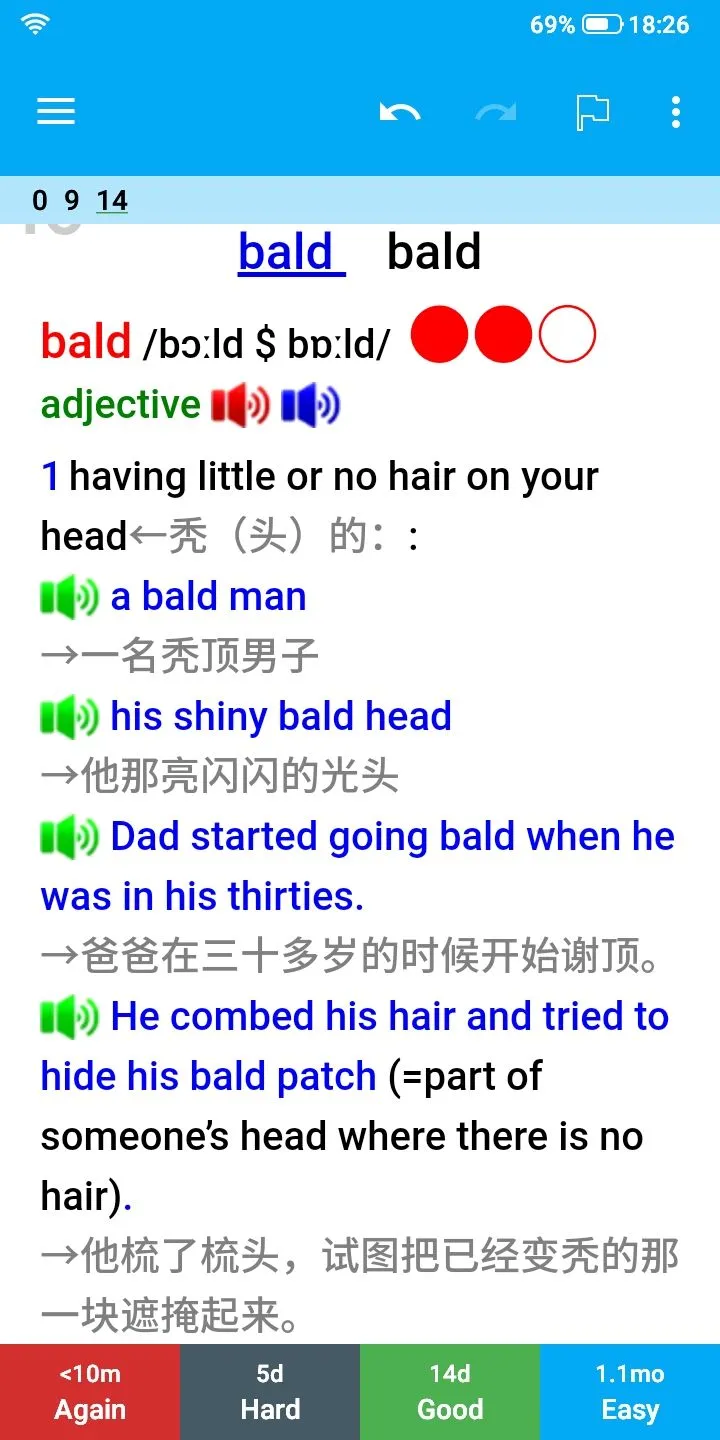 69% 18:26
0 9 14
bald bald
bald /bɔːld $ bɒːld/
adjective
1 having little or no hair on your
head←秃（头）的：:
a bald man
→一名秃顶男子
his shiny bald head
→他那亮闪闪的光头
Dad started going bald when he
was in his thirties.
→爸爸在三十多岁的时候开始谢顶。
He combed his hair and tried to
hide his bald patch (=part of
someone’s head where there is no
hair).
→他梳了梳头，试图把已经变秃的那
一块遮掩起来。
<10m 5d 14d 1.1mo
Again Hard Good Easy